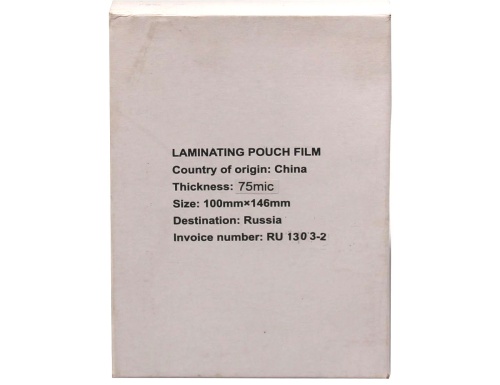 LAMINATING POUCH FILM
Country of origin: China
Thickness: 75mic
Size: 100mm×146mm
Destination: Russia
Invoice number: RU 130 3-2